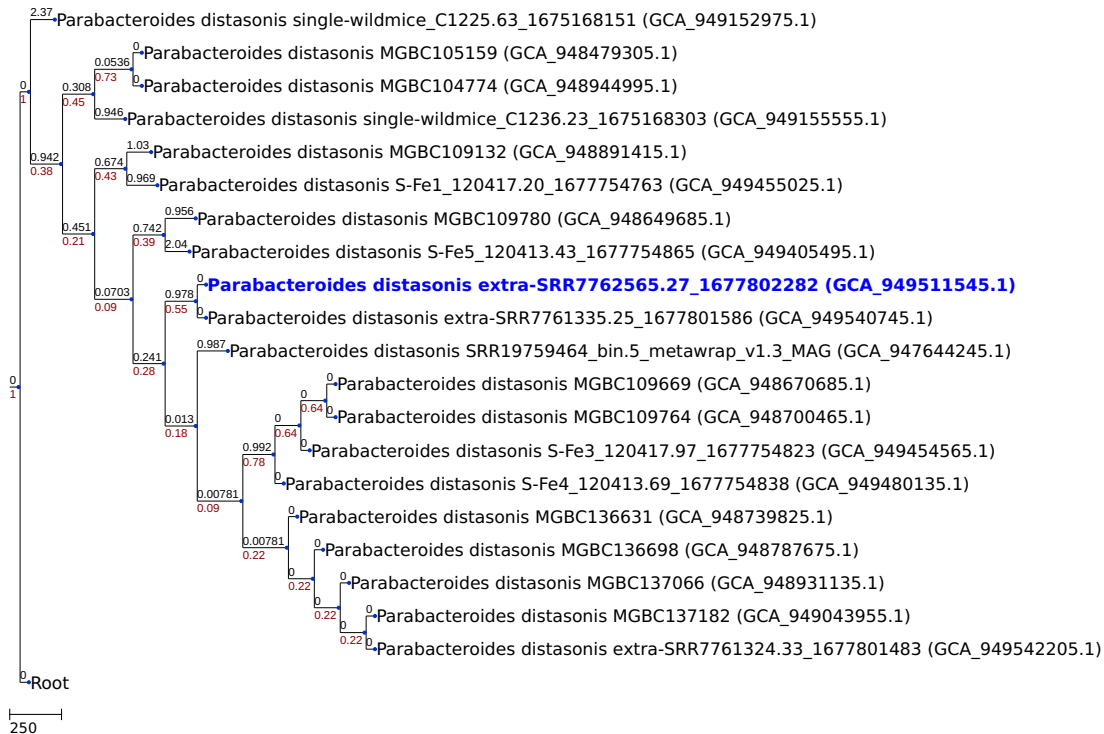 2.37 Parabacteroides distasonis single-wildmice_C1225.63_1675168151 (GCA_949152975.1)
0 Parabacteroides distasonis MGBC105159 (GCA_948479305.1)
0.0536
0.73
0 Parabacteroides distasonis MGBC104774 (GCA_948944995.1)
0
1
0.308
0.45
0.946 Parabacteroides distasonis single-wildmice_C1236.23_1675168303 (GCA_949155555.1)
1.03 Parabacteroides distasonis MGBC109132 (GCA_948891415.1)
0.942
0.38
0.674
0.43
0.969 Parabacteroides distasonis S-Fe1_120417.20_1677754763 (GCA_949455025.1)
0.956 Parabacteroides distasonis MGBC109780 (GCA_948649685.1)
0.451
0.21
0.742
0.39
2.04 Parabacteroides distasonis S-Fe5_120413.43_1677754865 (GCA_949405495.1)
0 Parabacteroides distasonis extra-SRR7762565.27_1677802282 (GCA_949511545.1)
0.0703
0.09
0.978
0.55
0 Parabacteroides distasonis extra-SRR7761335.25_1677801586 (GCA_949540745.1)
0.987 Parabacteroides distasonis SRR19759464_bin.5_metawrap_v1.3_MAG (GCA_947644245.1)
0.241
0.28
0 Parabacteroides distasonis MGBC109669 (GCA_948670685.1)
0
1
0
0.64
0 Parabacteroides distasonis MGBC109764 (GCA_948700465.1)
0.013
0.18
0
0.64
0 Parabacteroides distasonis S-Fe3_120417.97_1677754823 (GCA_949454565.1)
0.992
0.78
0 Parabacteroides distasonis S-Fe4_120413.69_1677754838 (GCA_949480135.1)
0.00781
0.09
0 Parabacteroides distasonis MGBC136631 (GCA_948739825.1)
0.00781
0.22
0 Parabacteroides distasonis MGBC136698 (GCA_948787675.1)
0
0.22
0 Parabacteroides distasonis MGBC137066 (GCA_948931135.1)
0
0.22
0 Parabacteroides distasonis MGBC137182 (GCA_949043955.1)
0
0.22
0 Parabacteroides distasonis extra-SRR7761324.33_1677801483 (GCA_949542205.1)
0 Root
250